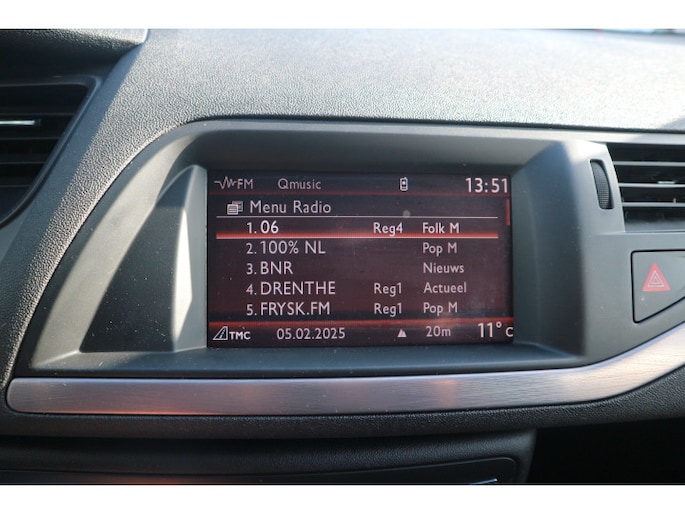 FM Qmusic 13:51
Menu Radio
1. 06 Reg4 Folk M
2. 100% NL Pop M
3. BNR Nieuws
4. DRENTHE Reg1 Actueel
5. FRYSK.FM Reg1 Pop M
TMC 05.02.2025 ▲ 20m 11°C